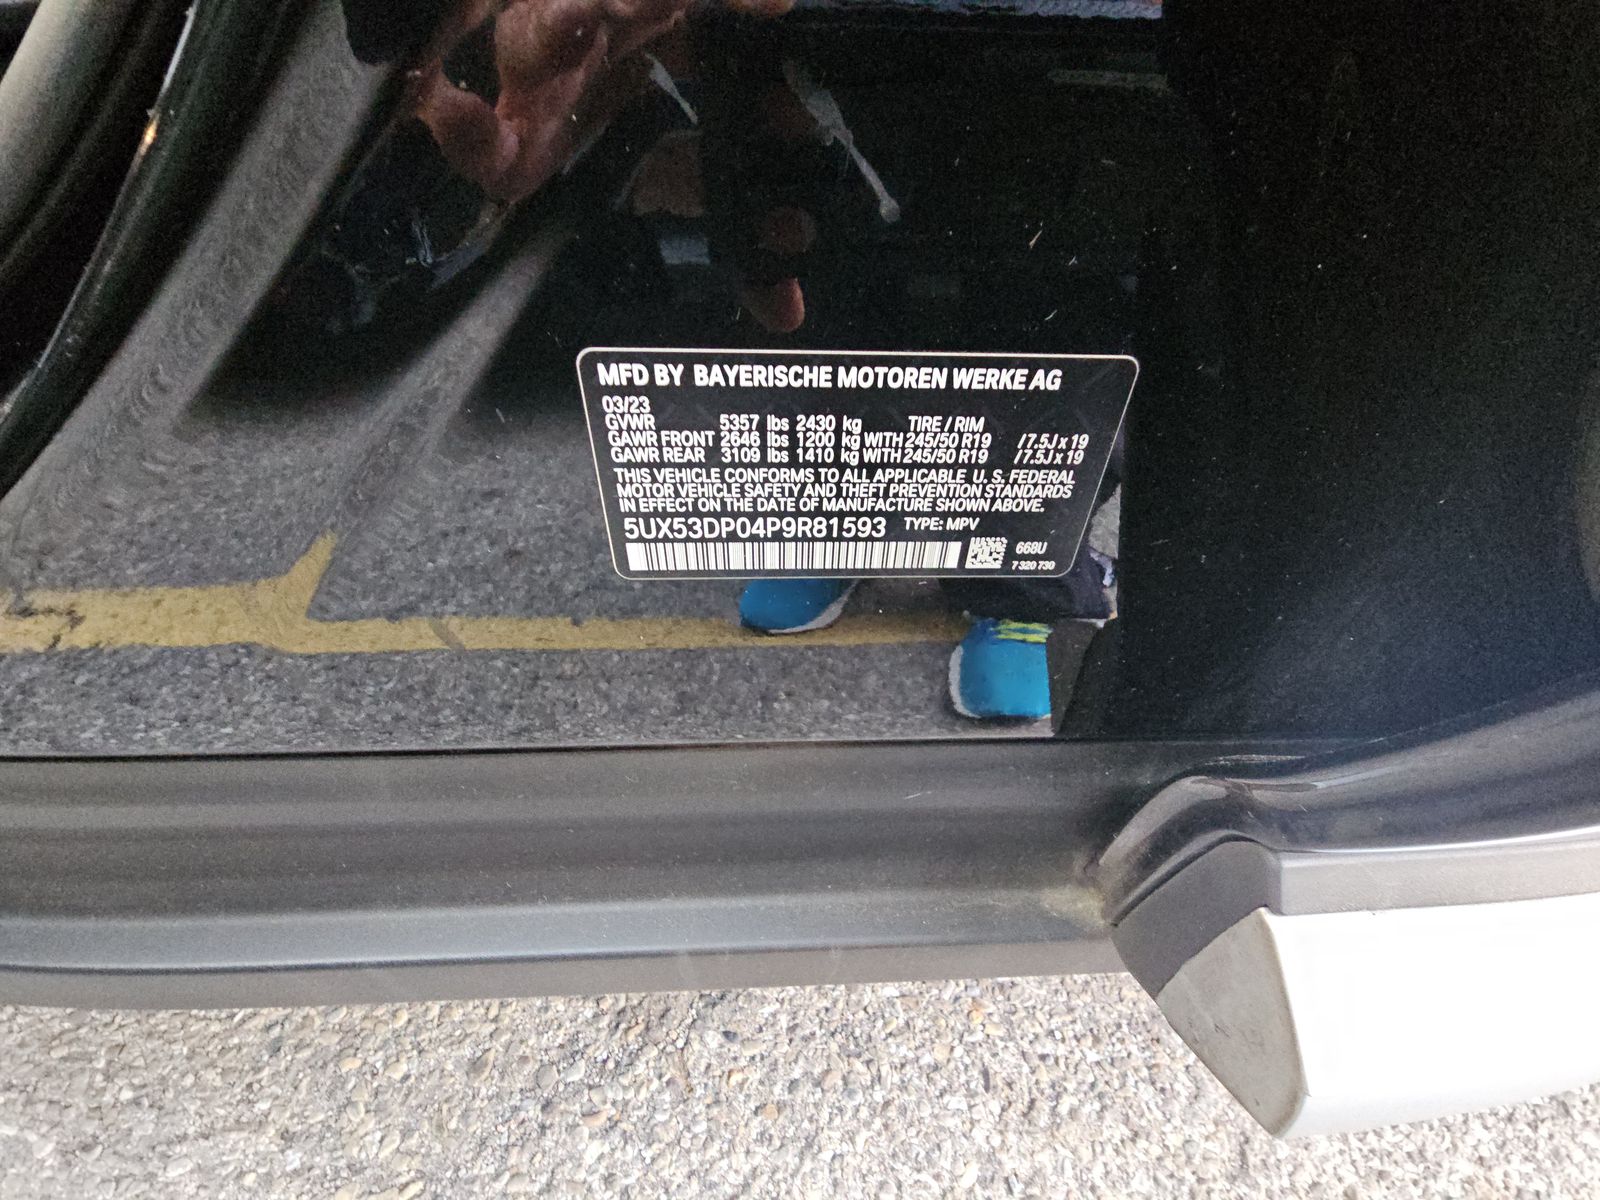 MFD BY BAYERISCHE MOTOREN WERKE AG
03/23
GVWR 5357 lbs 2430 kg TIRE / RIM
GAWR FRONT 2646 lbs 1200 kg WITH 245/50 R19 / 7.5J x 19
GAWR REAR 3109 lbs 1410 kg WITH 245/50 R19 / 7.5J x 19
THIS VEHICLE CONFORMS TO ALL APPLICABLE U. S. FEDERAL
MOTOR VEHICLE SAFETY AND THEFT PREVENTION STANDARDS
IN EFFECT ON THE DATE OF MANUFACTURE SHOWN ABOVE.
5UX53DP04P9R81593 TYPE: MPV
668U
7 320 730